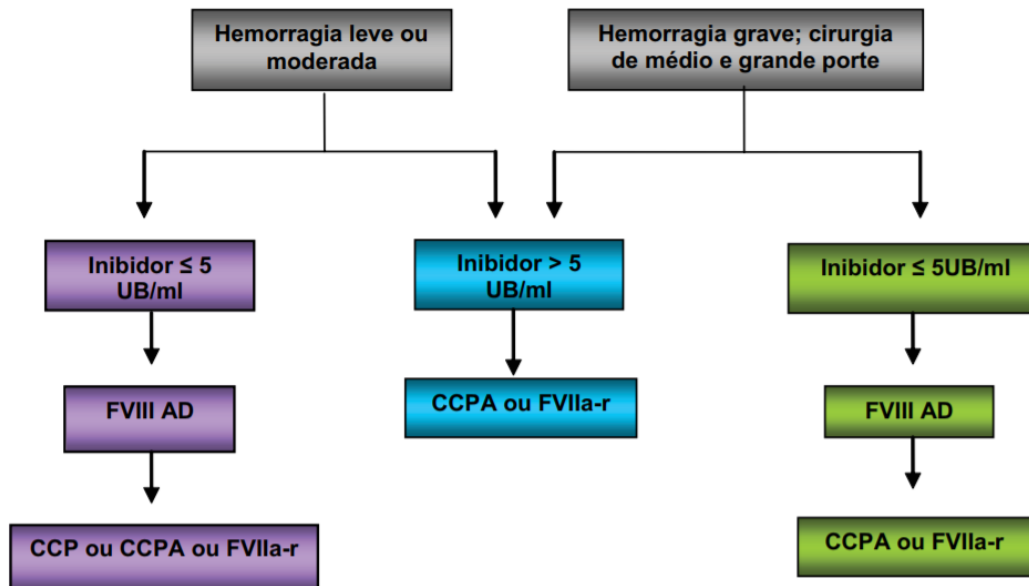 Hemorragia leve ou
moderada
Hemorragia grave; cirurgia
de médio e grande porte
Inibidor ≤ 5
UB/ml
Inibidor > 5
UB/ml
Inibidor ≤ 5UB/ml
FVIII AD
CCPA ou FVIIa-r
FVIII AD
CCP ou CCPA ou FVIIa-r
CCPA ou FVIIa-r